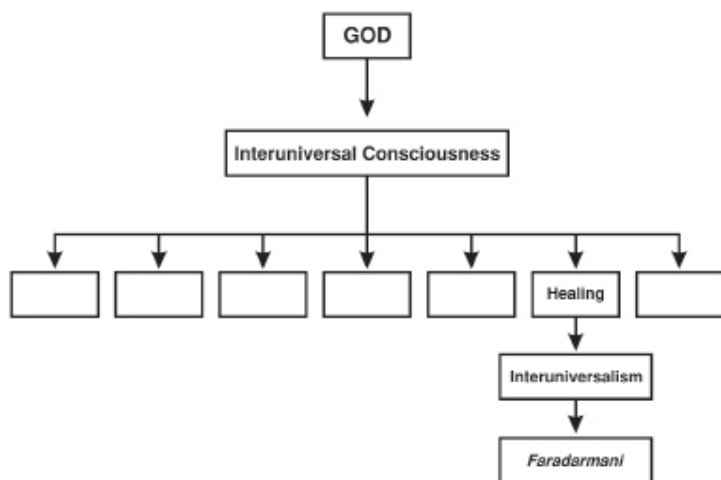 GOD
Interuniversal Consciousness
Healing
Interuniversalism
Faradarmani